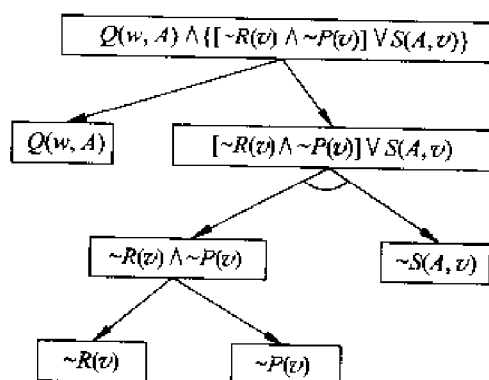 Q(w, A) ∧ {[~R(v) ∧ ~P(v)] ∨ S(A, v)}
Q(w, A)
[~R(v) ∧ ~P(v)] ∨ S(A, v)
~R(v) ∧ ~P(v)
~S(A, v)
~R(v)
~P(v)